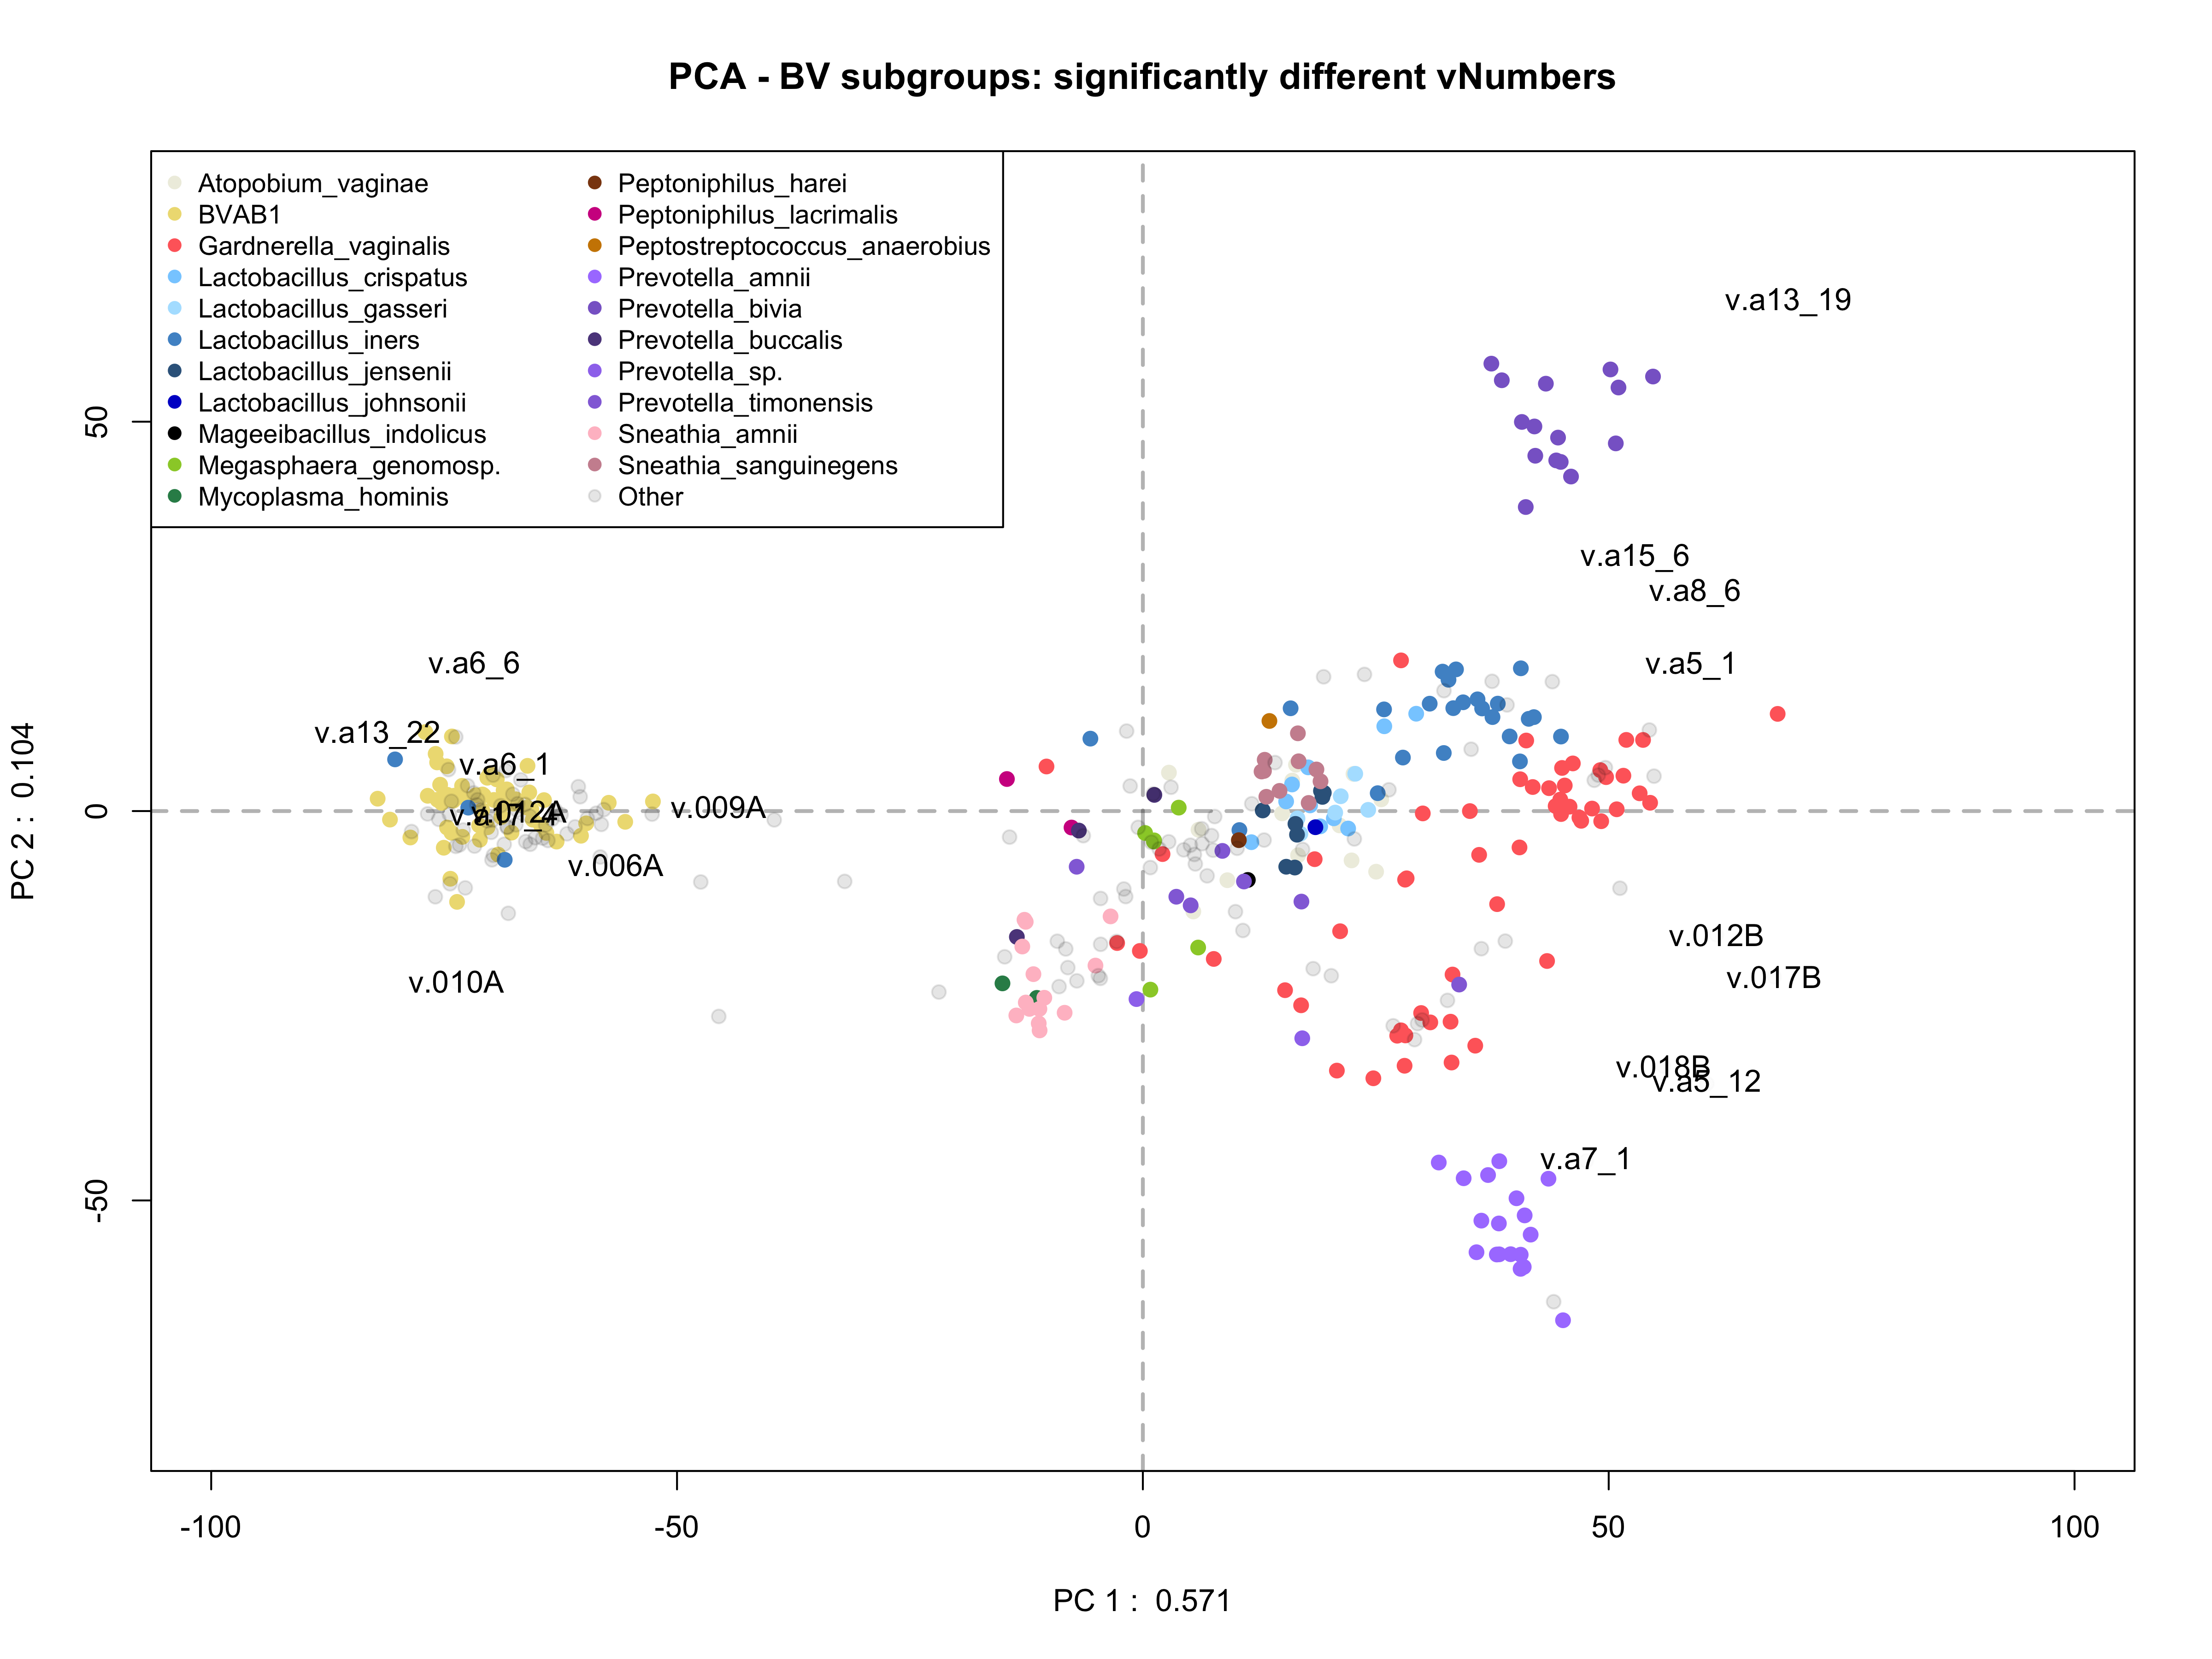 PCA - BV subgroups: significantly different vNumbers
Atopobium_vaginae
BVAB1
Gardnerella_vaginalis
Lactobacillus_crispatus
Lactobacillus_gasseri
Lactobacillus_iners
Lactobacillus_jensenii
Lactobacillus_johnsonii
Mageeibacillus_indolicus
Megasphaera_genomosp.
Mycoplasma_hominis
Peptoniphilus_harei
Peptoniphilus_lacrimalis
Peptostreptococcus_anaerobius
Prevotella_amnii
Prevotella_bivia
Prevotella_buccalis
Prevotella_sp.
Prevotella_timonensis
Sneathia_amnii
Sneathia_sanguinegens
Other
v.a13_19
v.a15_6
v.a8_6
v.a6_6
v.a5_1
v.a13_22
v.a6_1
v.009A
v.012A
v.a17_4
v.006A
v.012B
v.017B
v.010A
v.018B
v.a5_12
v.a7_1
50
0
-50
PC 2 : 0.104
-100
-50
0
50
100
PC 1 : 0.571